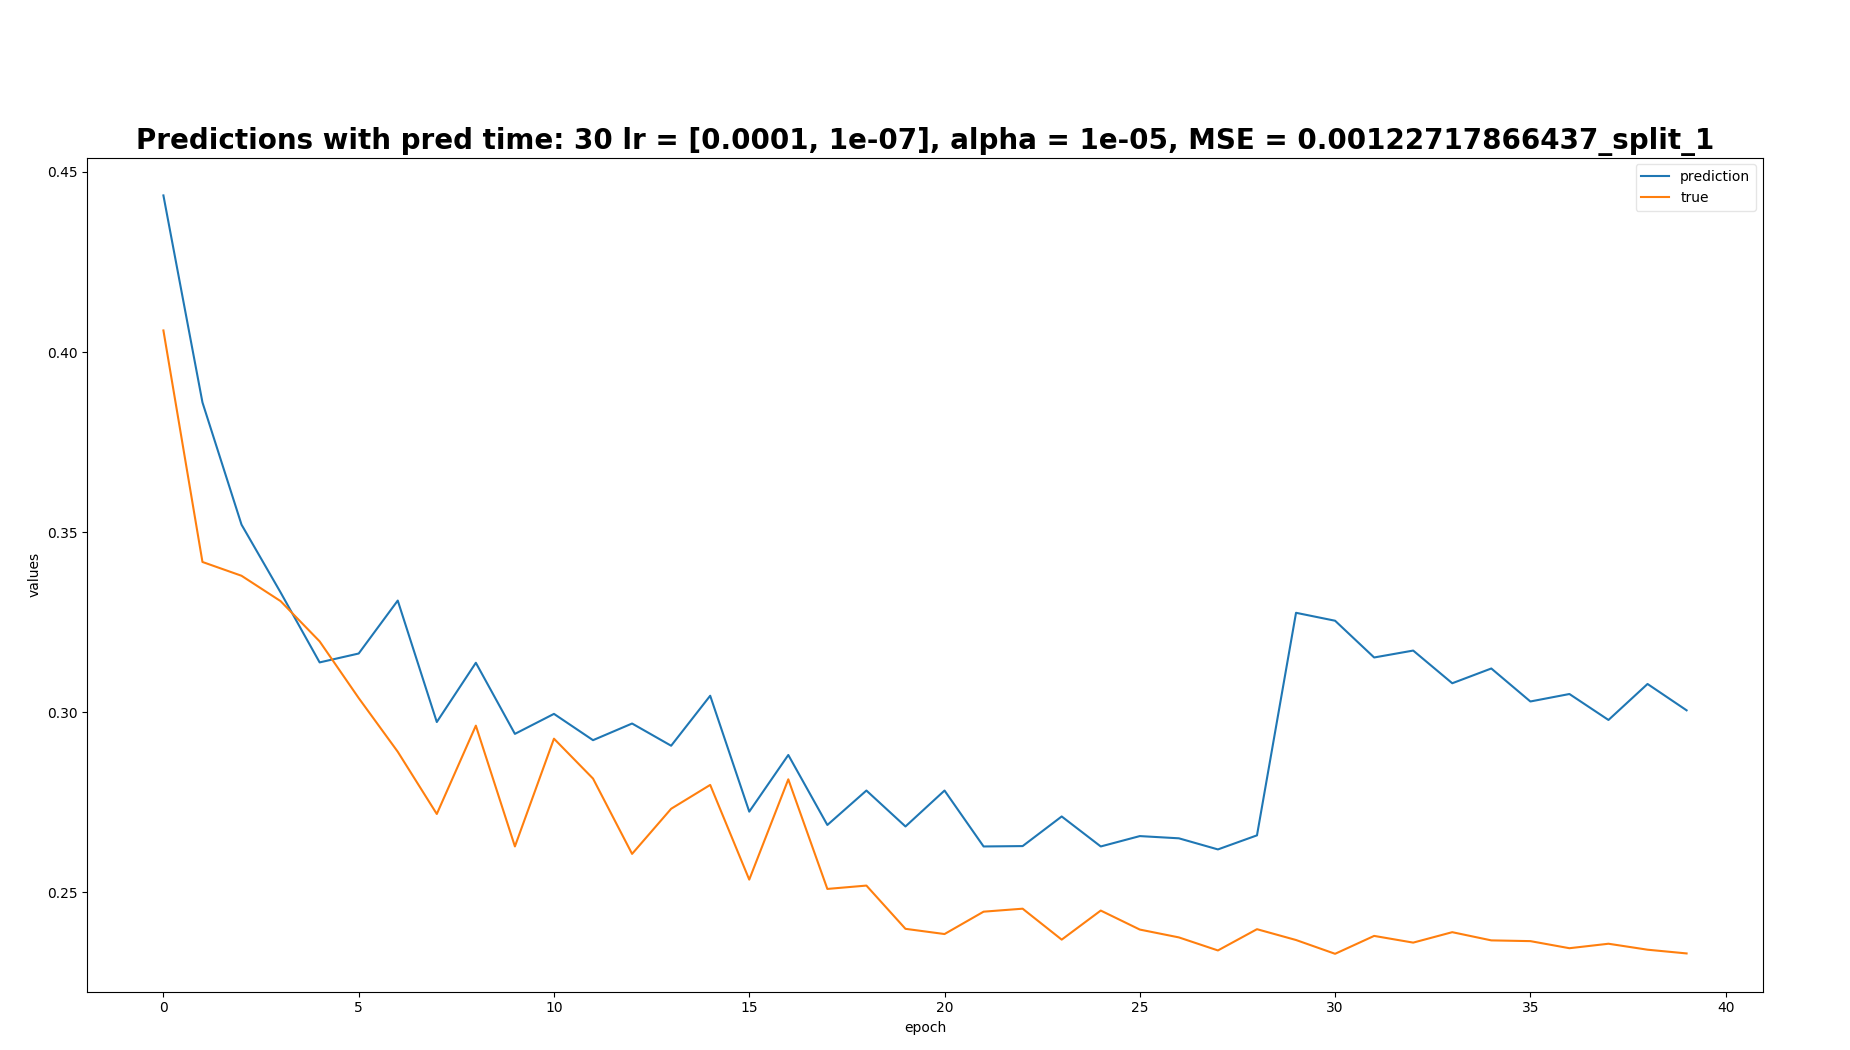 Predictions with pred time: 30 lr = [0.0001, 1e-07], alpha = 1e-05, MSE = 0.00122717866437_split_1
prediction
true
0.45
0.40
0.35
0.30
0.25
values
0 5 10 15 20 25 30 35 40
epoch